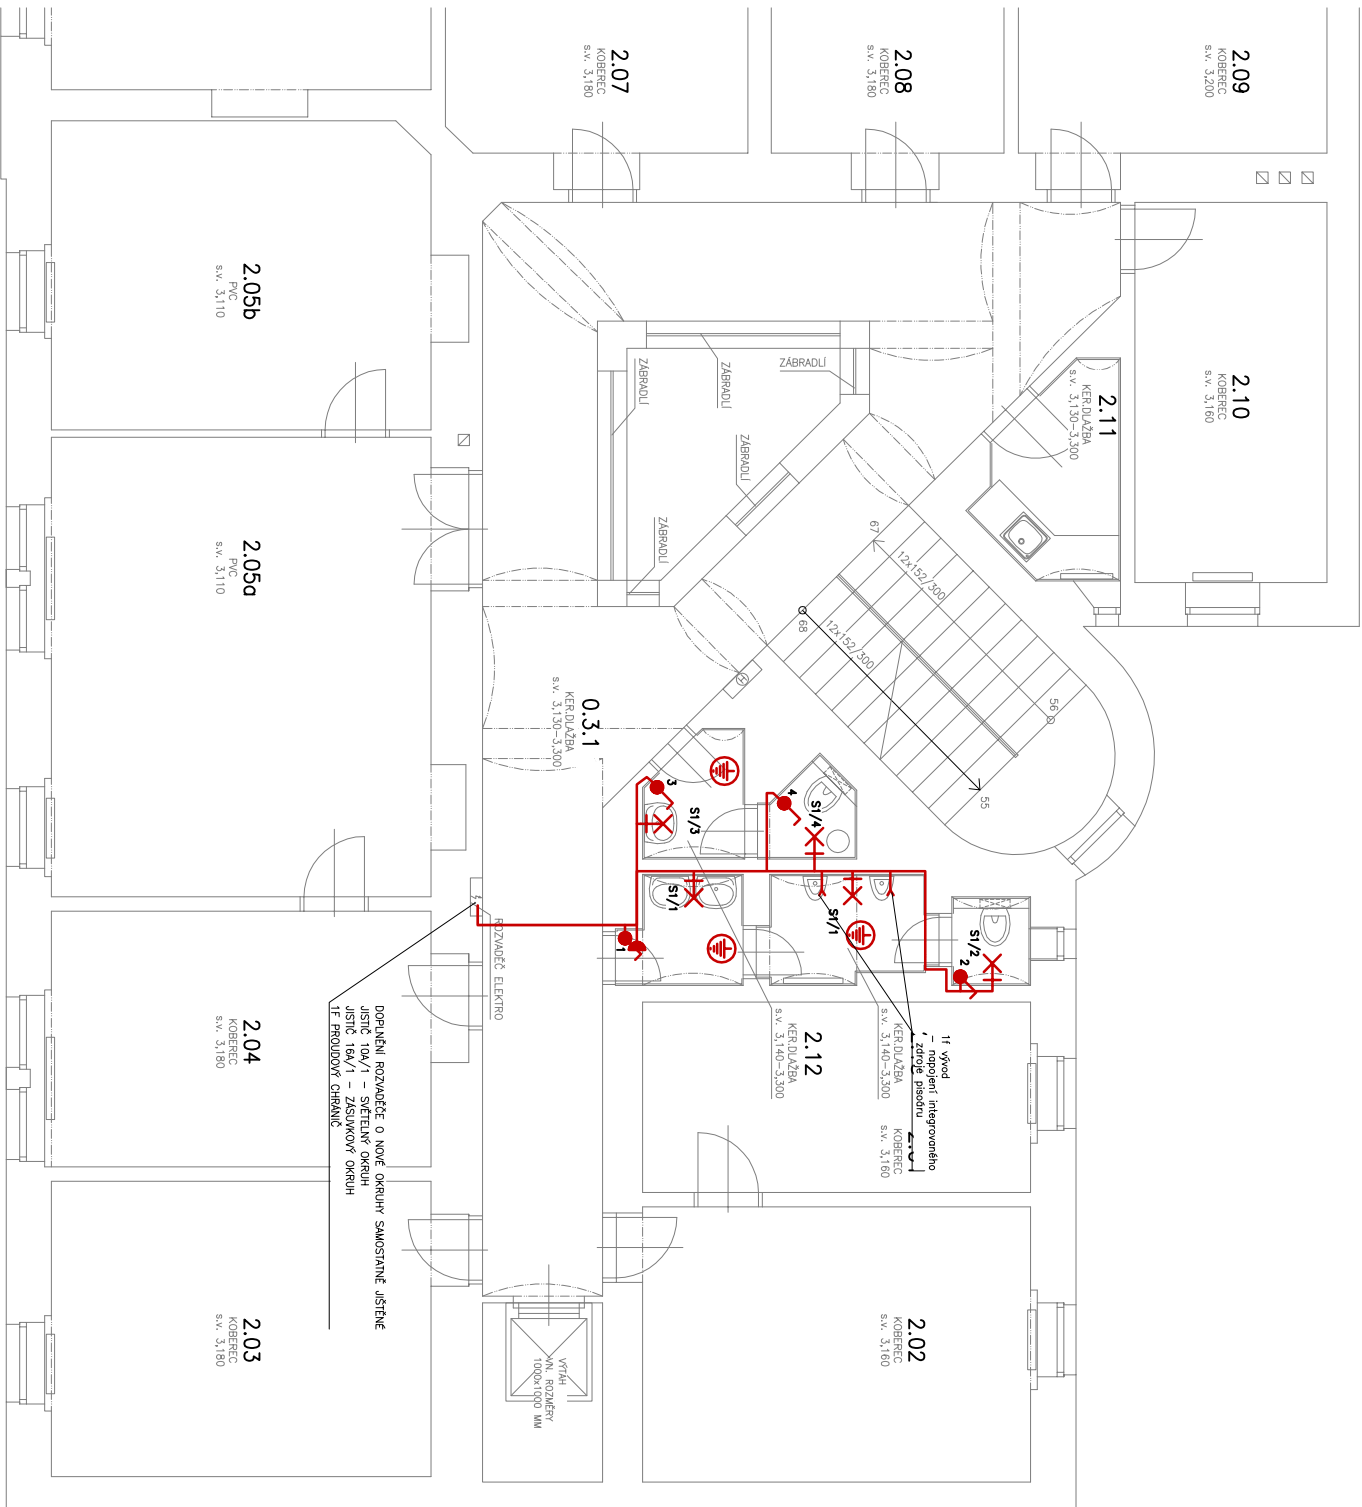 2.07
KOBEREC
s.v. 3,180
2.08
KOBEREC
s.v. 3,180
2.09
KOBEREC
s.v. 3,200
2.05b
PVC
s.v. 3,110
2.10
KOBEREC
s.v. 3,160
2.11
KER.DLAŽBA
s.v. 3,130-3,300
ZÁBRADLÍ
ZÁBRADLÍ
ZÁBRADLÍ
ZÁBRADLÍ
ZÁBRADLÍ
2.05a
PVC
s.v. 3,110
67
12x152/300
68
12x152/300
56
55
0.3.1
KER.DLAŽBA
s.v. 3,130-3,300
3
S1/3
4
S1/4
S1/1
S1/1
S1/2
1
2
ROZVADĚČ ELEKTRO
DOPLNĚNÍ ROZVADĚČE O NOVÉ OKRUHY SAMOSTATNĚ JIŠTĚNÉ
JISTIČ 10A/1 - SVĚTELNÝ OKRUH
JISTIČ 16A/1 - ZÁSUVKOVÝ OKRUH
1F PROUDOVÝ CHRÁNIČ
2.04
KOBEREC
s.v. 3,180
2.12
KER.DLAŽBA
s.v. 3,140-3,300
KER.DLAŽBA
s.v. 3,140-3,300
1f vývod
- napojení integrovaného
zdroje pisoáru
KOBEREC
s.v. 3,160
2.03
KOBEREC
s.v. 3,180
2.02
KOBEREC
s.v. 3,160
VÝTAH
VN. ROZMĚRY
1000x1000 MM